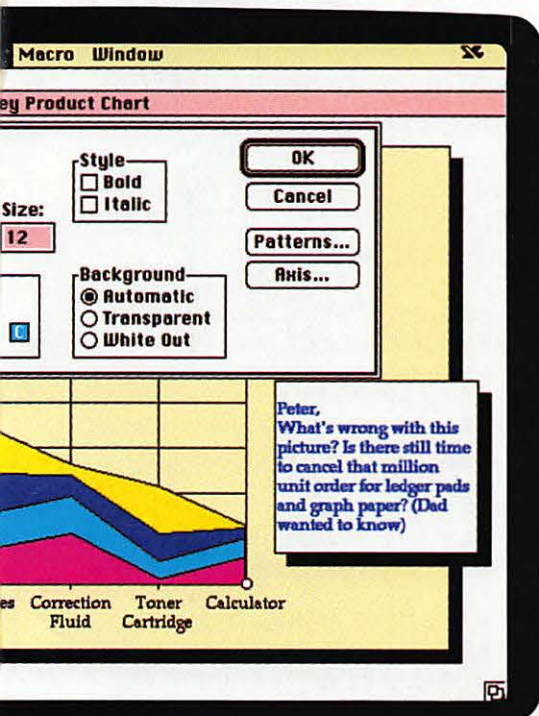 Macro Window
ey Product Chart
Style
Bold
Italic
Size:
12
OK
Cancel
Patterns...
Axis...
Background
Automatic
Transparent
White Out
C
Peter,
What's wrong with this
picture? Is there still time
to cancel that million
unit order for ledger pads
and graph paper? (Dad
wanted to know)
es Correction Toner Calculator
Fluid Cartridge